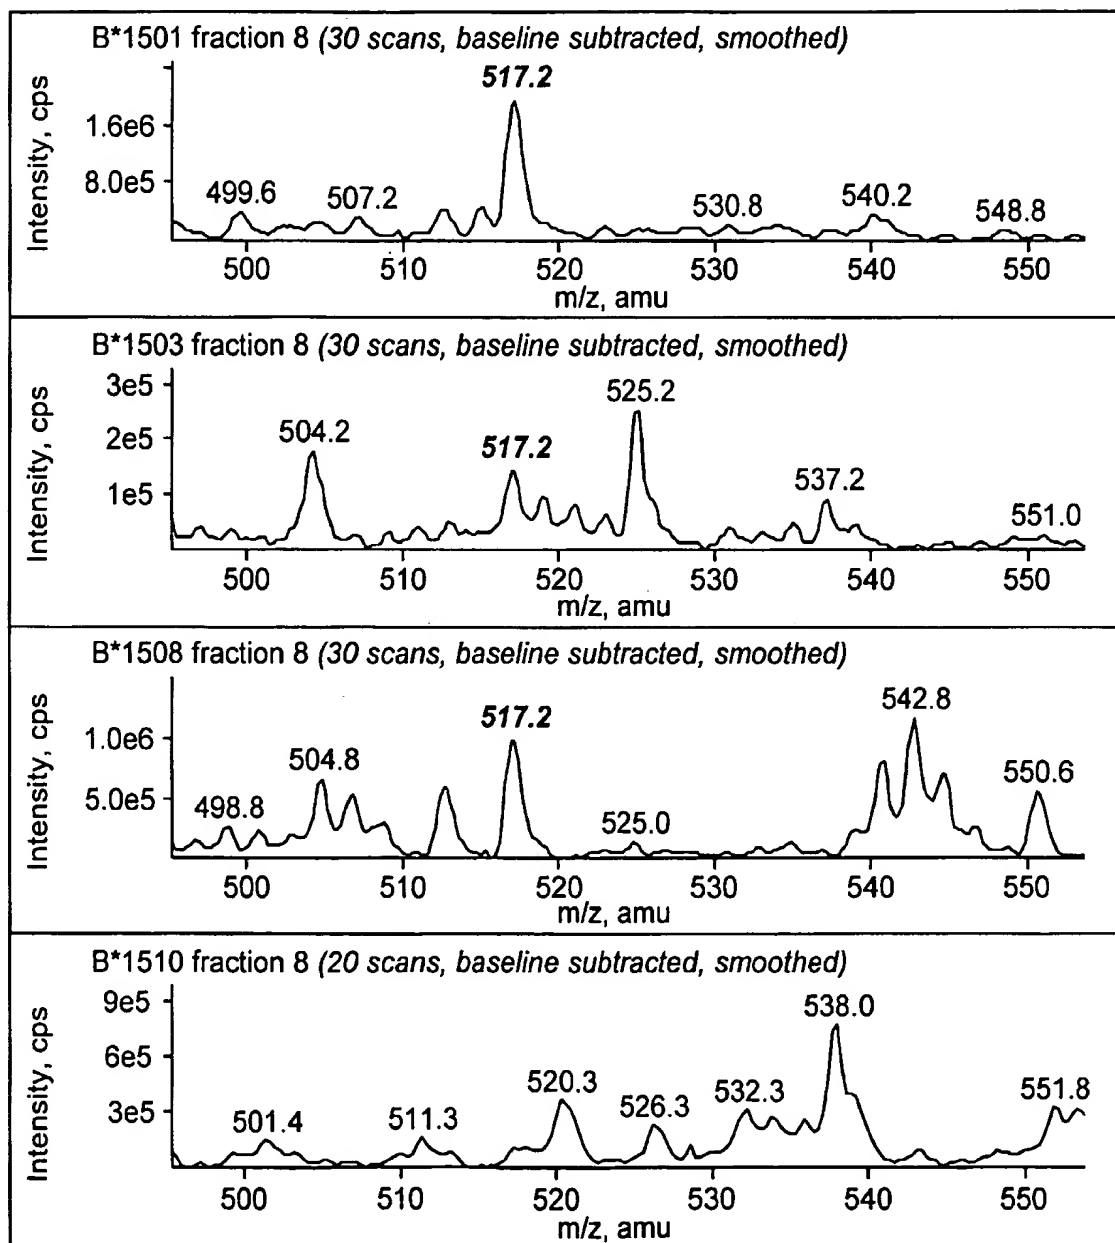 B*1501 fraction 8 (30 scans, baseline subtracted, smoothed)
Intensity, cps
1.6e6
8.0e5
499.6
507.2
517.2
530.8
540.2
548.8
500 510 520 530 540 550
m/z, amu
B*1503 fraction 8 (30 scans, baseline subtracted, smoothed)
Intensity, cps
3e5
2e5
1e5
504.2
517.2
525.2
537.2
551.0
500 510 520 530 540 550
m/z, amu
B*1508 fraction 8 (30 scans, baseline subtracted, smoothed)
Intensity, cps
1.0e6
5.0e5
498.8
504.8
517.2
525.0
542.8
550.6
500 510 520 530 540 550
m/z, amu
B*1510 fraction 8 (20 scans, baseline subtracted, smoothed)
Intensity, cps
9e5
6e5
3e5
501.4
511.3
520.3
526.3
532.3
538.0
551.8
500 510 520 530 540 550
m/z, amu